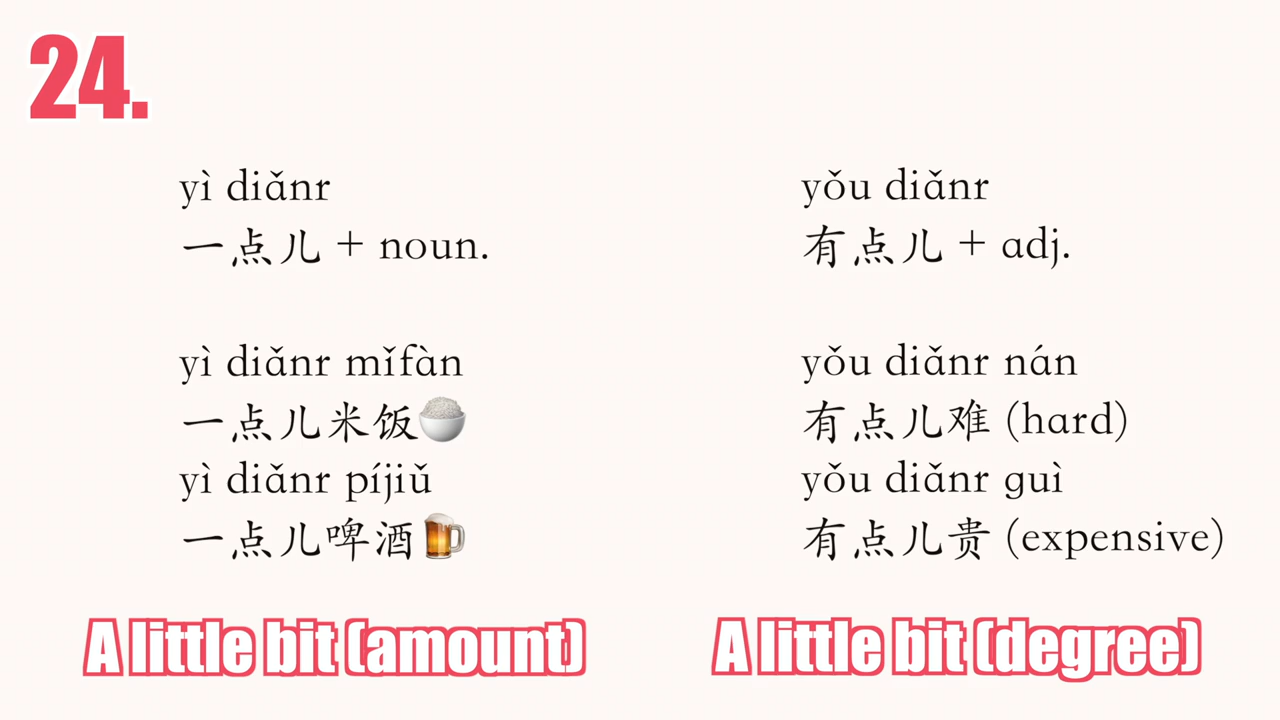 24.
yì diǎnr
一点儿 + noun.
yì diǎnr mǐfàn
一点儿米饭
yì diǎnr píjiǔ
一点儿啤酒
A little bit (amount)
yǒu diǎnr
有点儿 + adj.
yǒu diǎnr nán
有点儿难 (hard)
yǒu diǎnr guì
有点儿贵 (expensive)
A little bit (degree)